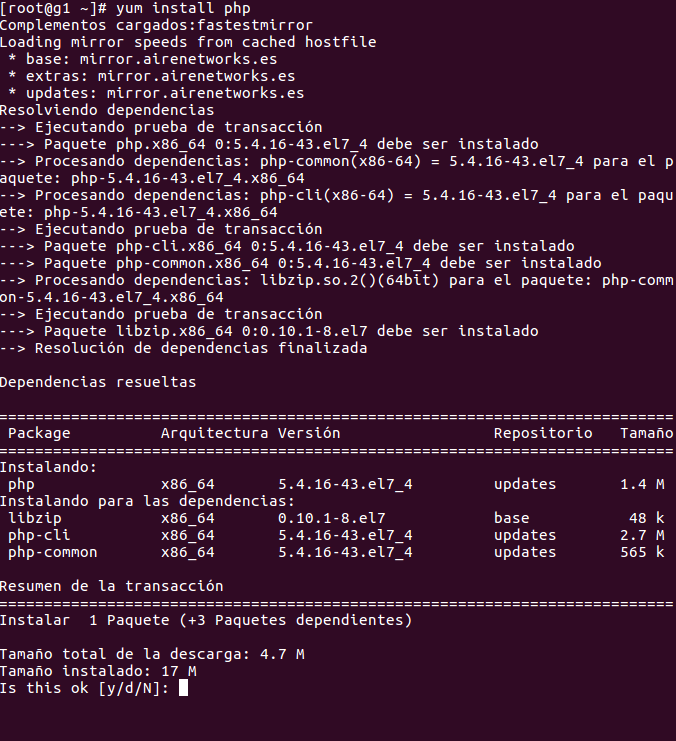 [root@g1 ~]# yum install php
Complementos cargados:fastestmirror
Loading mirror speeds from cached hostfile
 * base: mirror.airenetworks.es
 * extras: mirror.airenetworks.es
 * updates: mirror.airenetworks.es
Resolviendo dependencias
--> Ejecutando prueba de transacción
---> Paquete php.x86_64 0:5.4.16-43.el7_4 debe ser instalado
--> Procesando dependencias: php-common(x86-64) = 5.4.16-43.el7_4 para el p
aquete: php-5.4.16-43.el7_4.x86_64
--> Procesando dependencias: php-cli(x86-64) = 5.4.16-43.el7_4 para el paqu
ete: php-5.4.16-43.el7_4.x86_64
--> Ejecutando prueba de transacción
---> Paquete php-cli.x86_64 0:5.4.16-43.el7_4 debe ser instalado
---> Paquete php-common.x86_64 0:5.4.16-43.el7_4 debe ser instalado
--> Procesando dependencias: libzip.so.2()(64bit) para el paquete: php-comm
on-5.4.16-43.el7_4.x86_64
--> Ejecutando prueba de transacción
---> Paquete libzip.x86_64 0:0.10.1-8.el7 debe ser instalado
--> Resolución de dependencias finalizada

Dependencias resueltas

===========================================================================
 Package          Arquitectura Versión                 Repositorio   Tamaño
===========================================================================
Instalando:
 php              x86_64       5.4.16-43.el7_4         updates       1.4 M
Instalando para las dependencias:
 libzip           x86_64       0.10.1-8.el7            base           48 k
 php-cli          x86_64       5.4.16-43.el7_4         updates       2.7 M
 php-common       x86_64       5.4.16-43.el7_4         updates       565 k

Resumen de la transacción
===========================================================================
Instalar  1 Paquete (+3 Paquetes dependientes)

Tamaño total de la descarga: 4.7 M
Tamaño instalado: 17 M
Is this ok [y/d/N]: